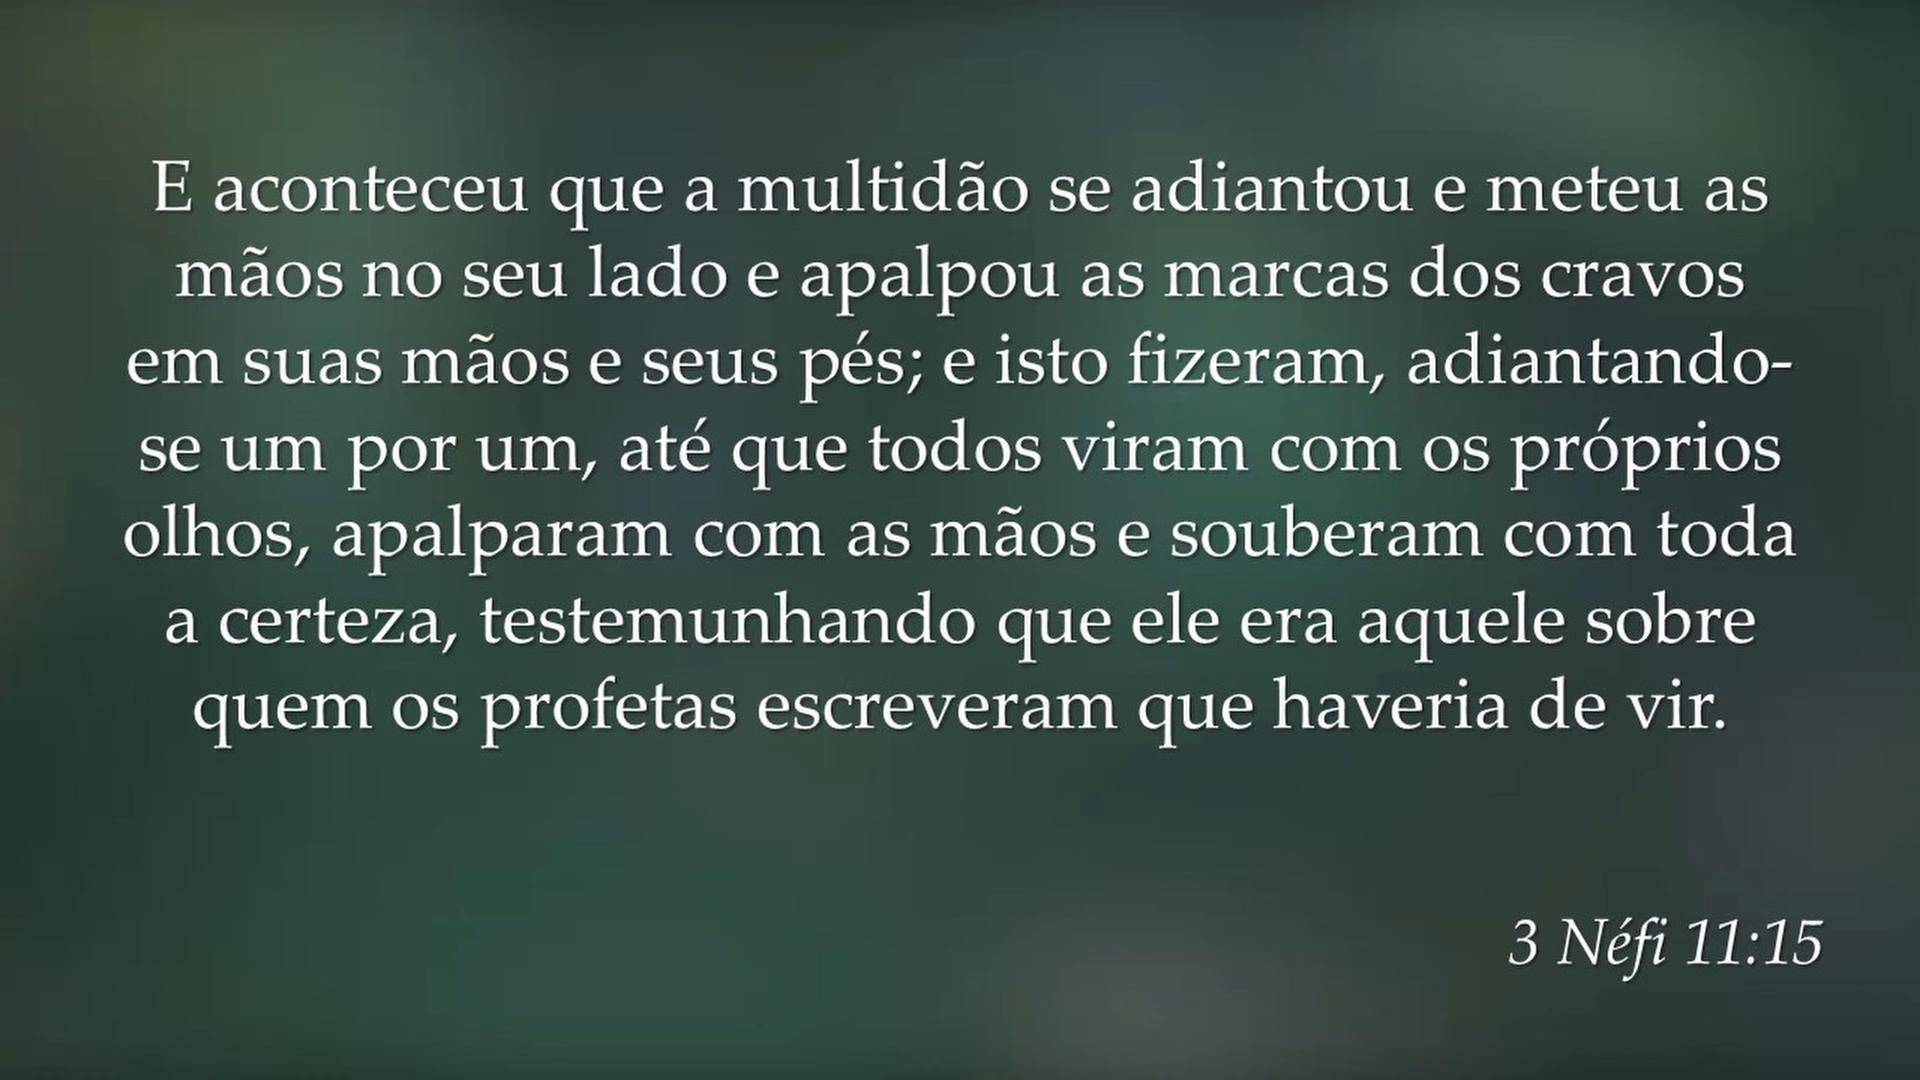 E aconteceu que a multidão se adiantou e meteu as
mãos no seu lado e apalpou as marcas dos cravos
em suas mãos e seus pés; e isto fizeram, adiantando-
se um por um, até que todos viram com os próprios
olhos, apalparam com as mãos e souberam com toda
a certeza, testemunhando que ele era aquele sobre
quem os profetas escreveram que haveria de vir.
3 Néfi 11:15